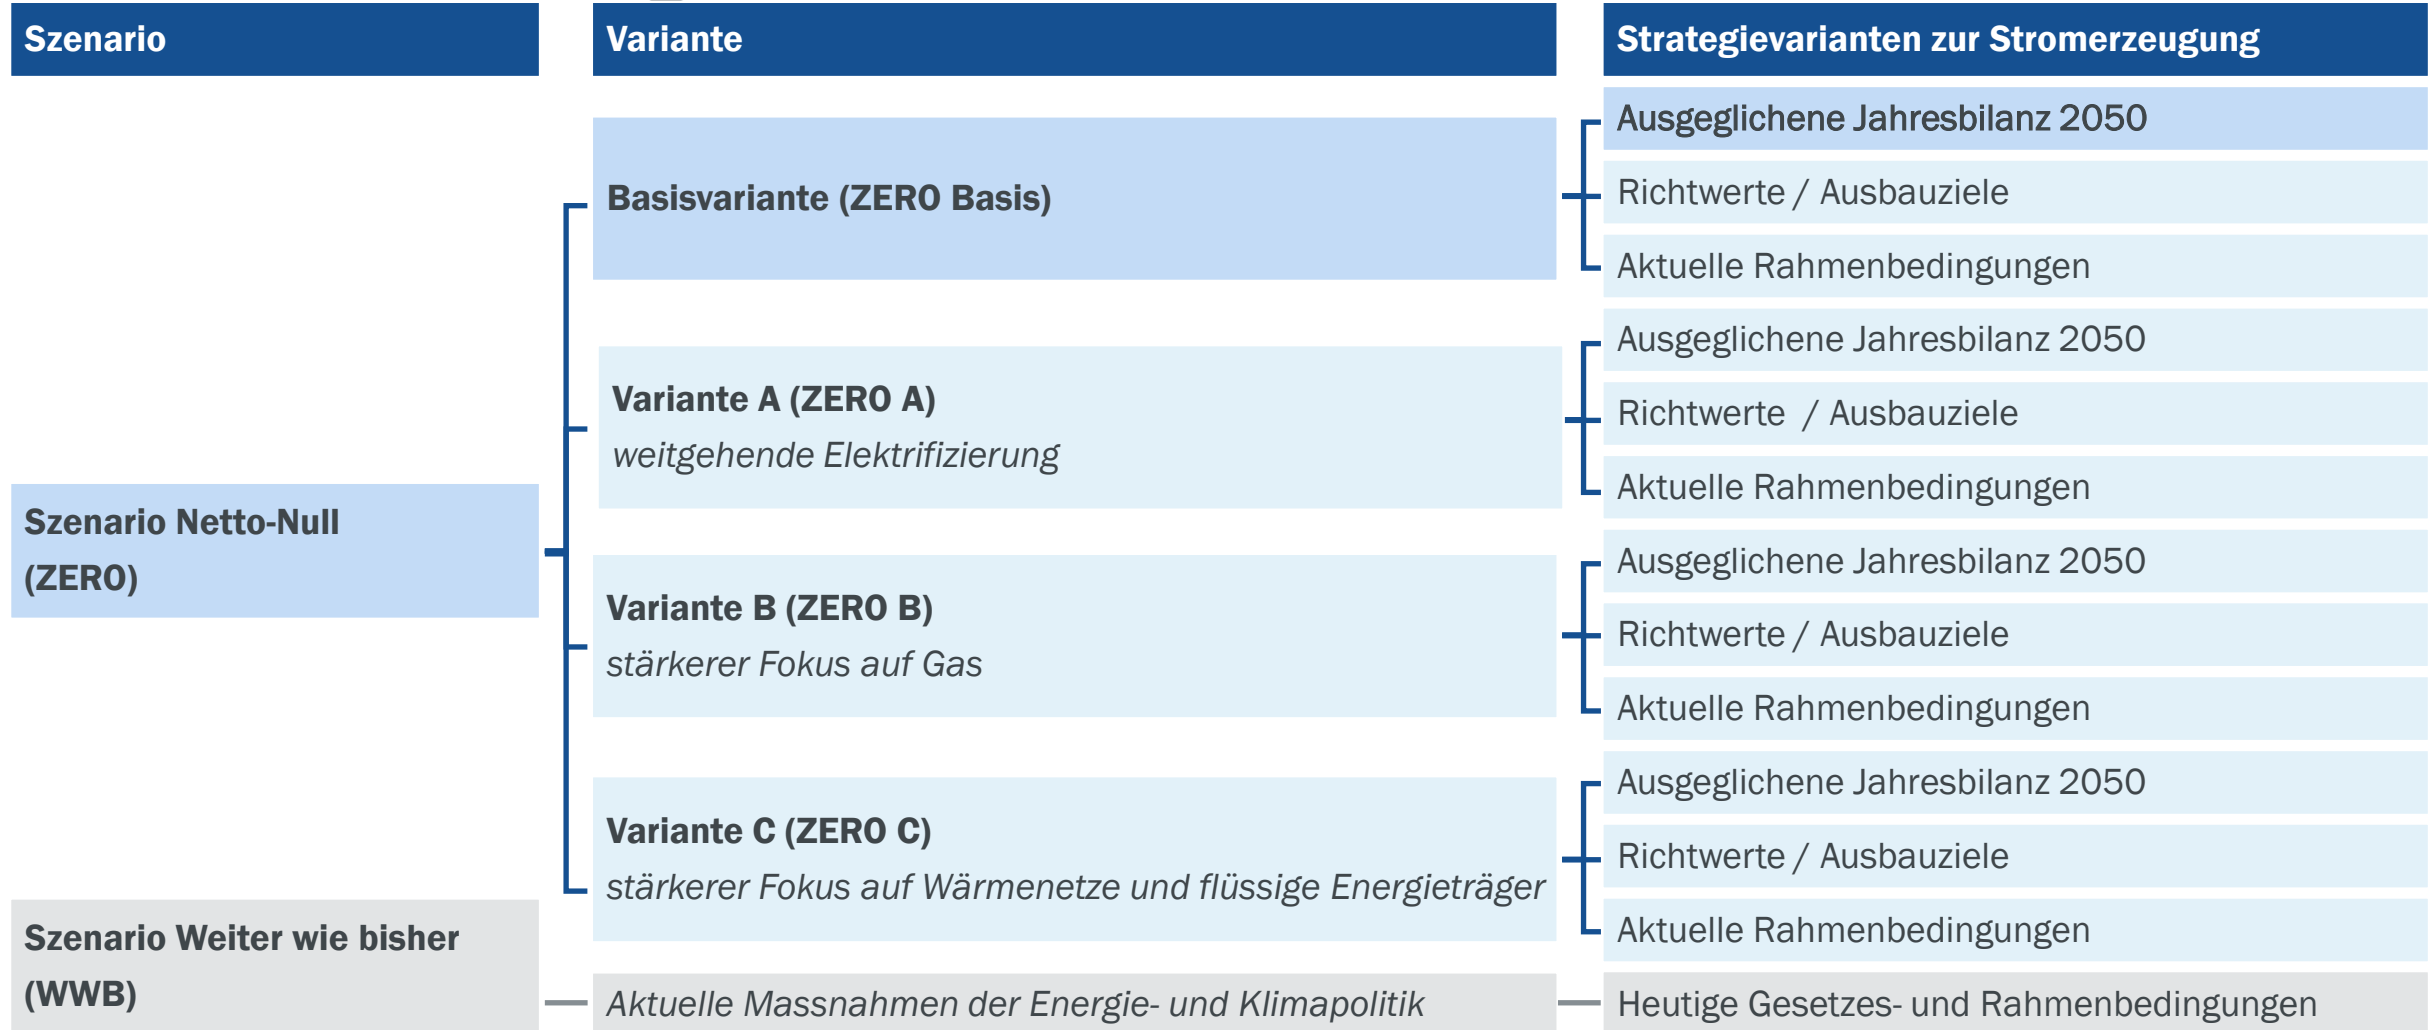 Szenario
Variante
Strategievarianten zur Stromerzeugung
Szenario Netto-Null
(ZERO)
Basisvariante (ZERO Basis)
Ausgeglichene Jahresbilanz 2050
Richtwerte / Ausbauziele
Aktuelle Rahmenbedingungen
Variante A (ZERO A)
weitgehende Elektrifizierung
Ausgeglichene Jahresbilanz 2050
Richtwerte / Ausbauziele
Aktuelle Rahmenbedingungen
Variante B (ZERO B)
stärkerer Fokus auf Gas
Ausgeglichene Jahresbilanz 2050
Richtwerte / Ausbauziele
Aktuelle Rahmenbedingungen
Variante C (ZERO C)
stärkerer Fokus auf Wärmenetze und flüssige Energieträger
Ausgeglichene Jahresbilanz 2050
Richtwerte / Ausbauziele
Aktuelle Rahmenbedingungen
Szenario Weiter wie bisher
(WWB)
Aktuelle Massnahmen der Energie- und Klimapolitik
Heutige Gesetzes- und Rahmenbedingungen